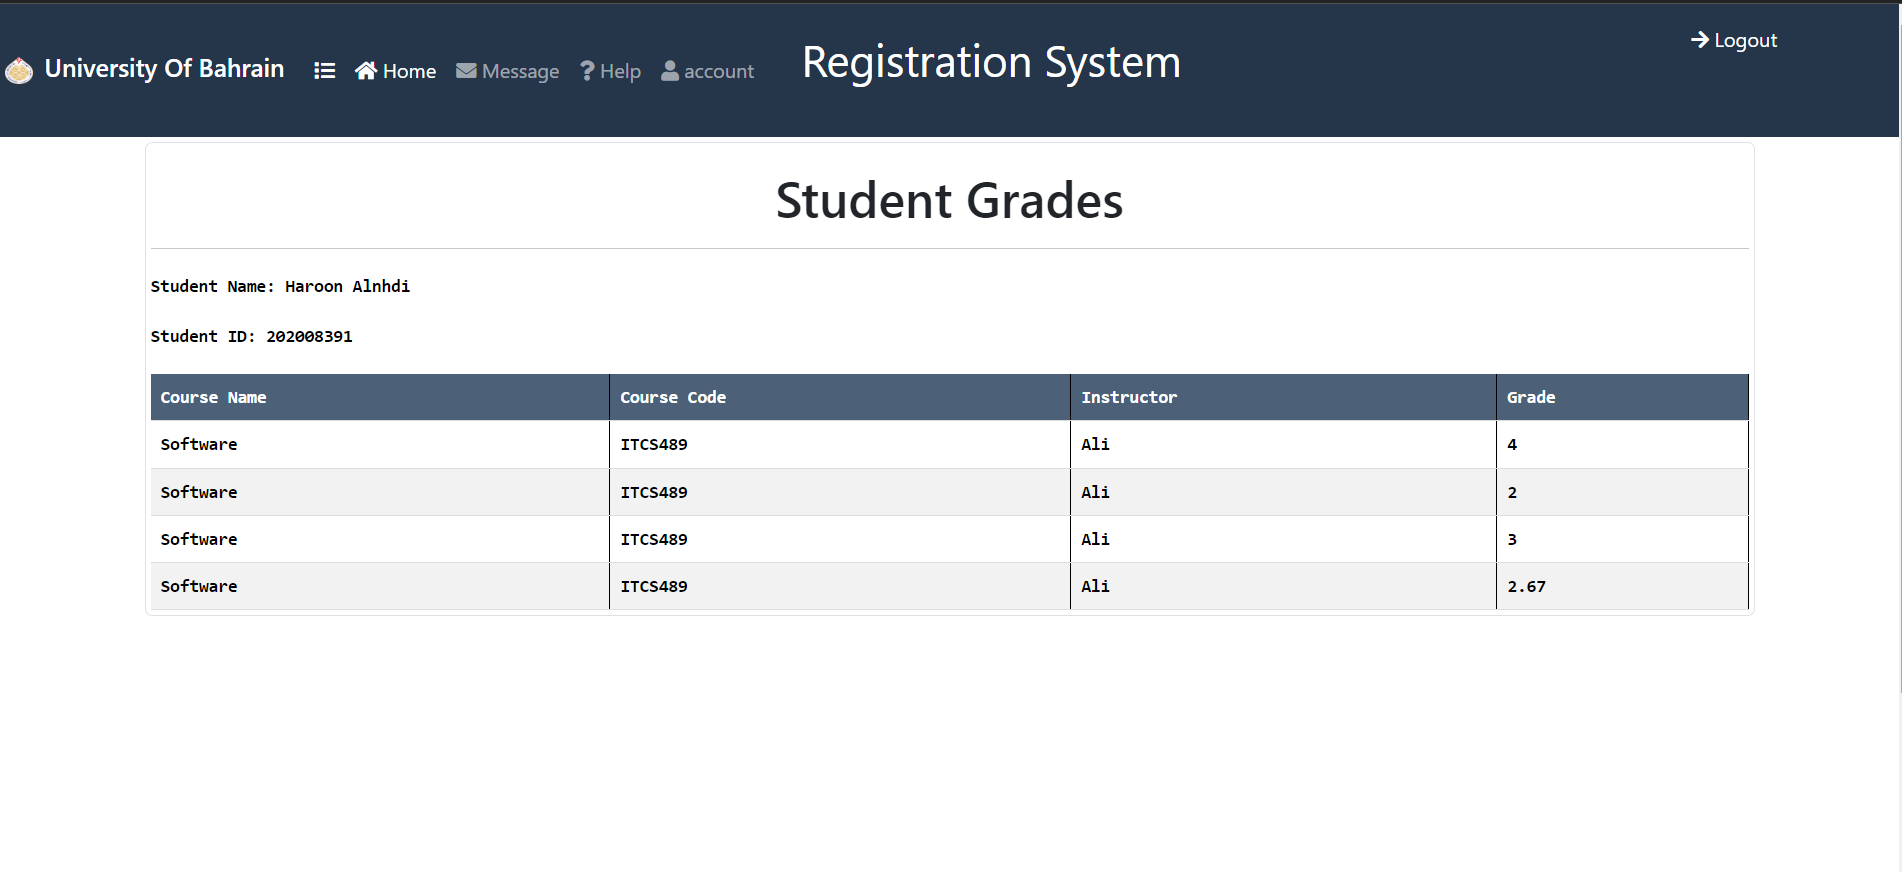 University Of Bahrain Home Message Help account Registration System Logout
Student Grades
Student Name: Haroon Alnhdi
Student ID: 202008391
Course Name Course Code Instructor Grade
Software ITCS489 Ali 4
Software ITCS489 Ali 2
Software ITCS489 Ali 3
Software ITCS489 Ali 2.67